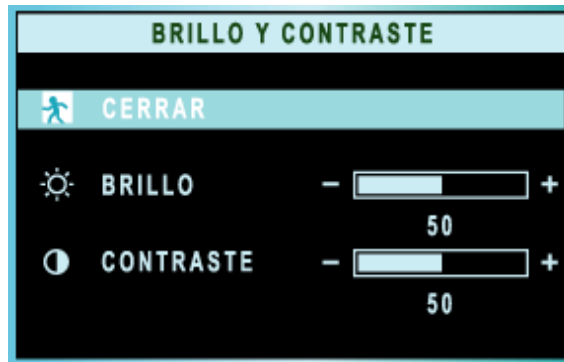 BRILLO Y CONTRASTE
CERRAR
BRILLO - +
50
CONTRASTE - +
50